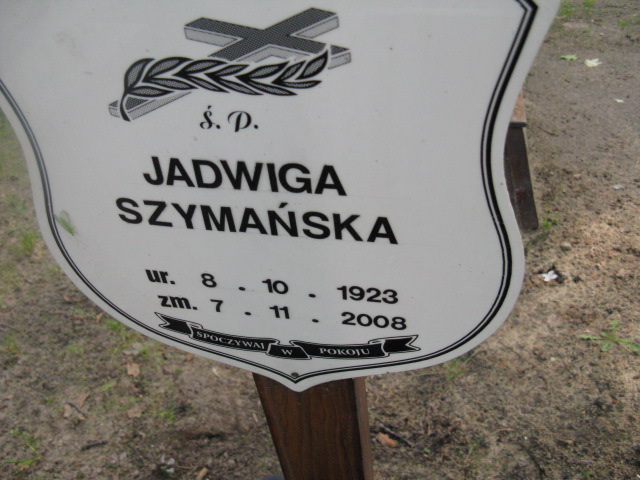 Ś. P.
JADWIGA
SZYMAŃSKA
ur. 8 . 10 . 1923
zm. 7 . 11 . 2008
SPOCZYWAJ W POKOJU